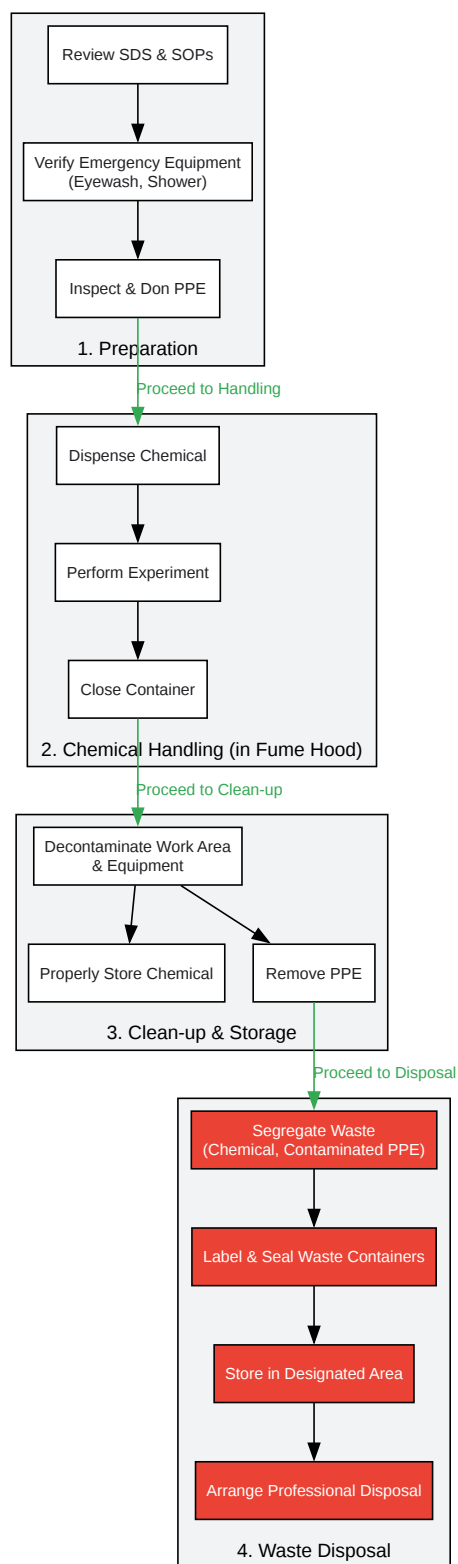 Review SDS & SOPs
Verify Emergency Equipment
(Eyewash, Shower)
Inspect & Don PPE
1. Preparation
Proceed to Handling
Dispense Chemical
Perform Experiment
Close Container
2. Chemical Handling (in Fume Hood)
Proceed to Clean-up
Decontaminate Work Area
& Equipment
Properly Store Chemical
Remove PPE
3. Clean-up & Storage
Proceed to Disposal
Segregate Waste
(Chemical, Contaminated PPE)
Label & Seal Waste Containers
Store in Designated Area
Arrange Professional Disposal
4. Waste Disposal